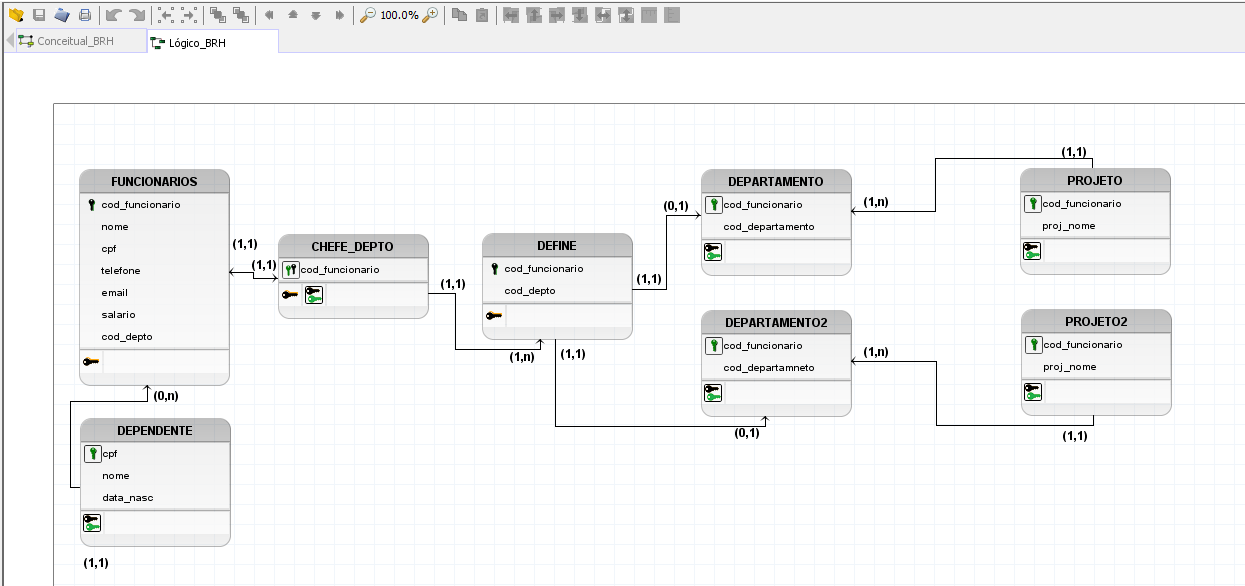 100.0%
Conceitual_BRH
Lógico_BRH
FUNCIONARIOS
cod_funcionario
nome
cpf
telefone
email
salario
cod_depto
(1,1)
(1,1)
CHEFE_DEPTO
cod_funcionario
(1,1)
(1,n)
DEFINE
cod_funcionario
cod_depto
(1,1)
(1,1)
(0,1)
DEPARTAMENTO
cod_funcionario
cod_departamento
(1,n)
(1,1)
PROJETO
cod_funcionario
proj_nome
DEPARTAMENTO2
cod_funcionario
cod_departamneto
(0,1)
(1,n)
PROJETO2
cod_funcionario
proj_nome
(1,1)
(0,n)
DEPENDENTE
cpf
nome
data_nasc
(1,1)